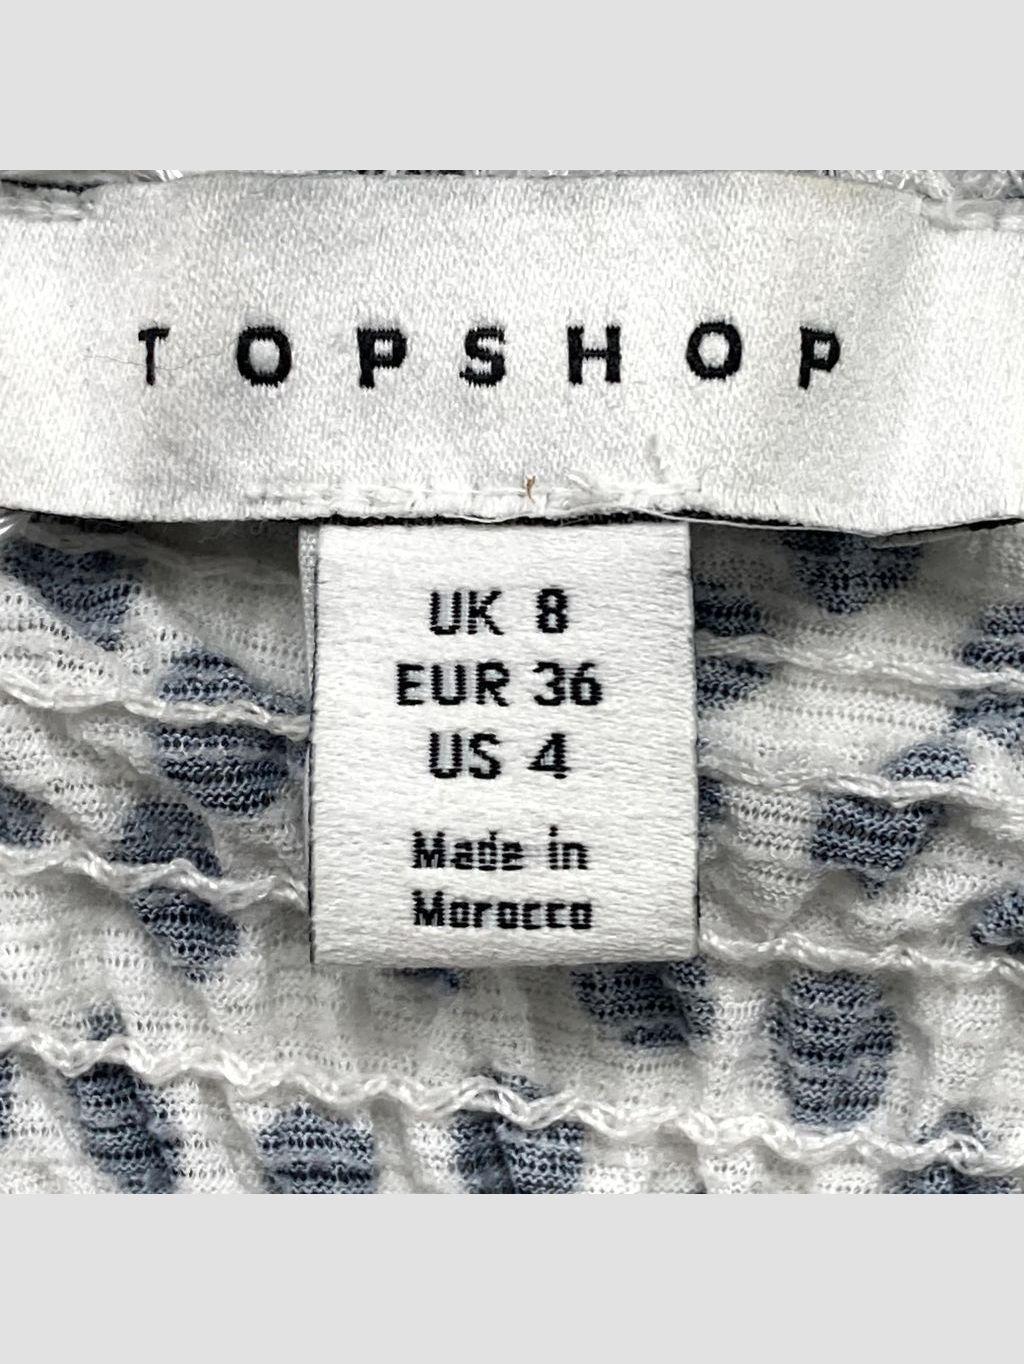 TOPSHOP
UK 8
EUR 36
US 4
Made in
Morocco